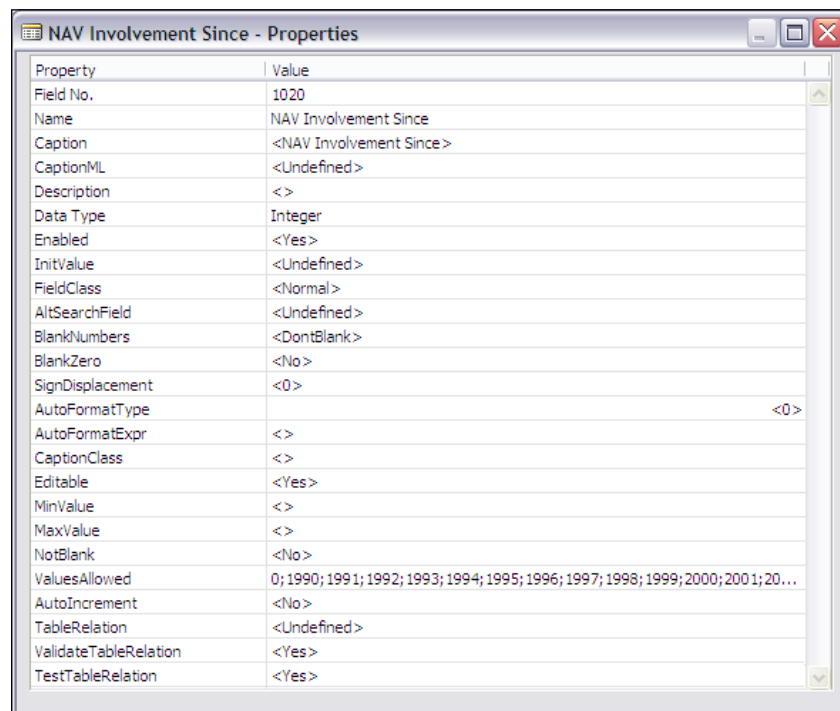 NAV Involvement Since - Properties
Property Value
Field No. 1020
Name NAV Involvement Since
Caption <NAV Involvement Since>
CaptionML <Undefined>
Description <>
Data Type Integer
Enabled <Yes>
InitValue <Undefined>
FieldClass <Normal>
AltSearchField <Undefined>
BlankNumbers <DontBlank>
BlankZero <No>
SignDisplacement <0>
AutoFormatType <0>
AutoFormatExpr <>
CaptionClass <>
Editable <Yes>
MinValue <>
MaxValue <>
NotBlank <No>
ValuesAllowed 0;1990;1991;1992;1993;1994;1995;1996;1997;1998;1999;2000;2001;20...
AutoIncrement <No>
TableRelation <Undefined>
ValidateTableRelation <Yes>
TestTableRelation <Yes>